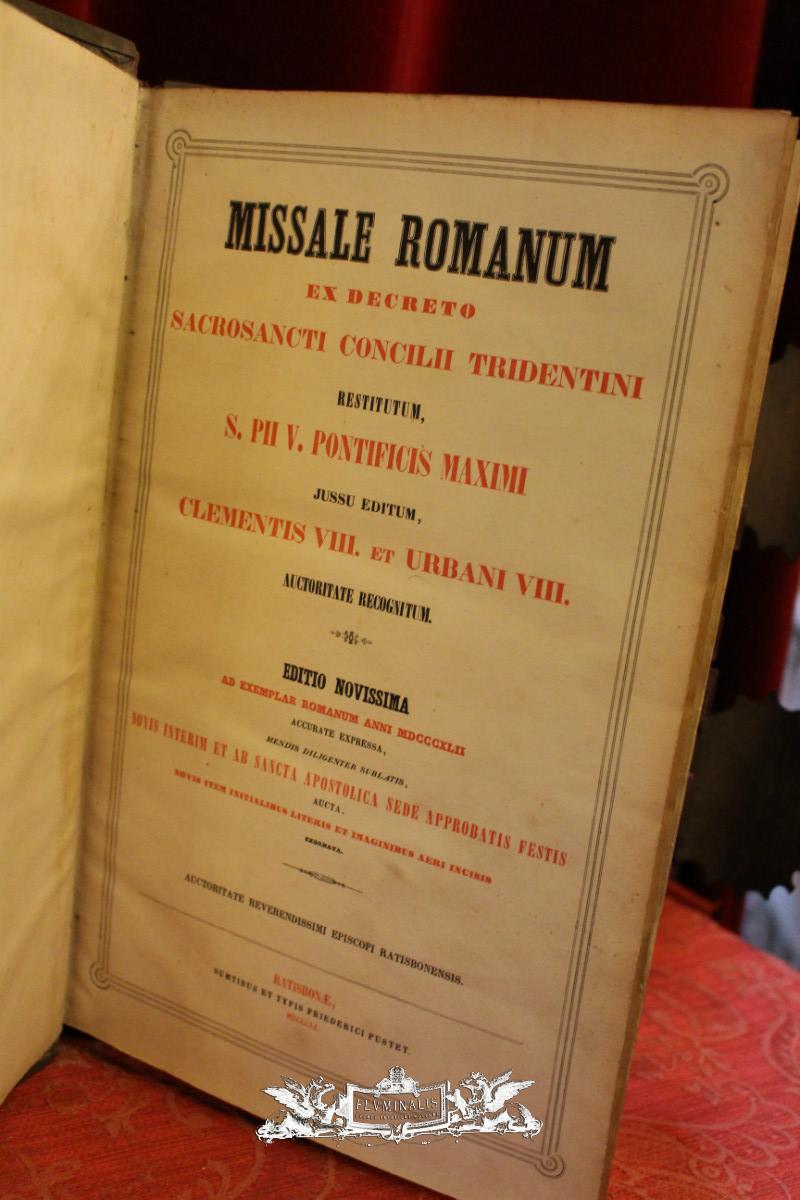 MISSALE ROMANUM
EX DECRETO
SACROSANCTI CONCILII TRIDENTINI
RESTITUTUM,
S. PII V. PONTIFICIS MAXIMI
JUSSU EDITUM,
CLEMENTIS VIII. ET URBANI VIII.
AUCTORITATE RECOGNITUM.
EDITIO NOVISSIMA
AD EXEMPLAR ROMANUM ANNI MDCCCXLII
ACCURATE EXPRESSA,
MENDIS DILIGENTER SUBLATIS,
NOVIS INTERIM ET AB SANCTA APOSTOLICA SEDE APPROBATIS FESTIS
AUCTA,
NOVIS ITEM INITIALIBUS LITERIS ET IMAGINIBUS AERI INCISIS
EXORNATA.
AUCTORITATE REVERENDISSIMI EPISCOPI RATISBONENSIS.
RATISBONÆ,
SUMTIBUS ET TYPIS FRIEDERICI PUSTET.
FLVMINALIS